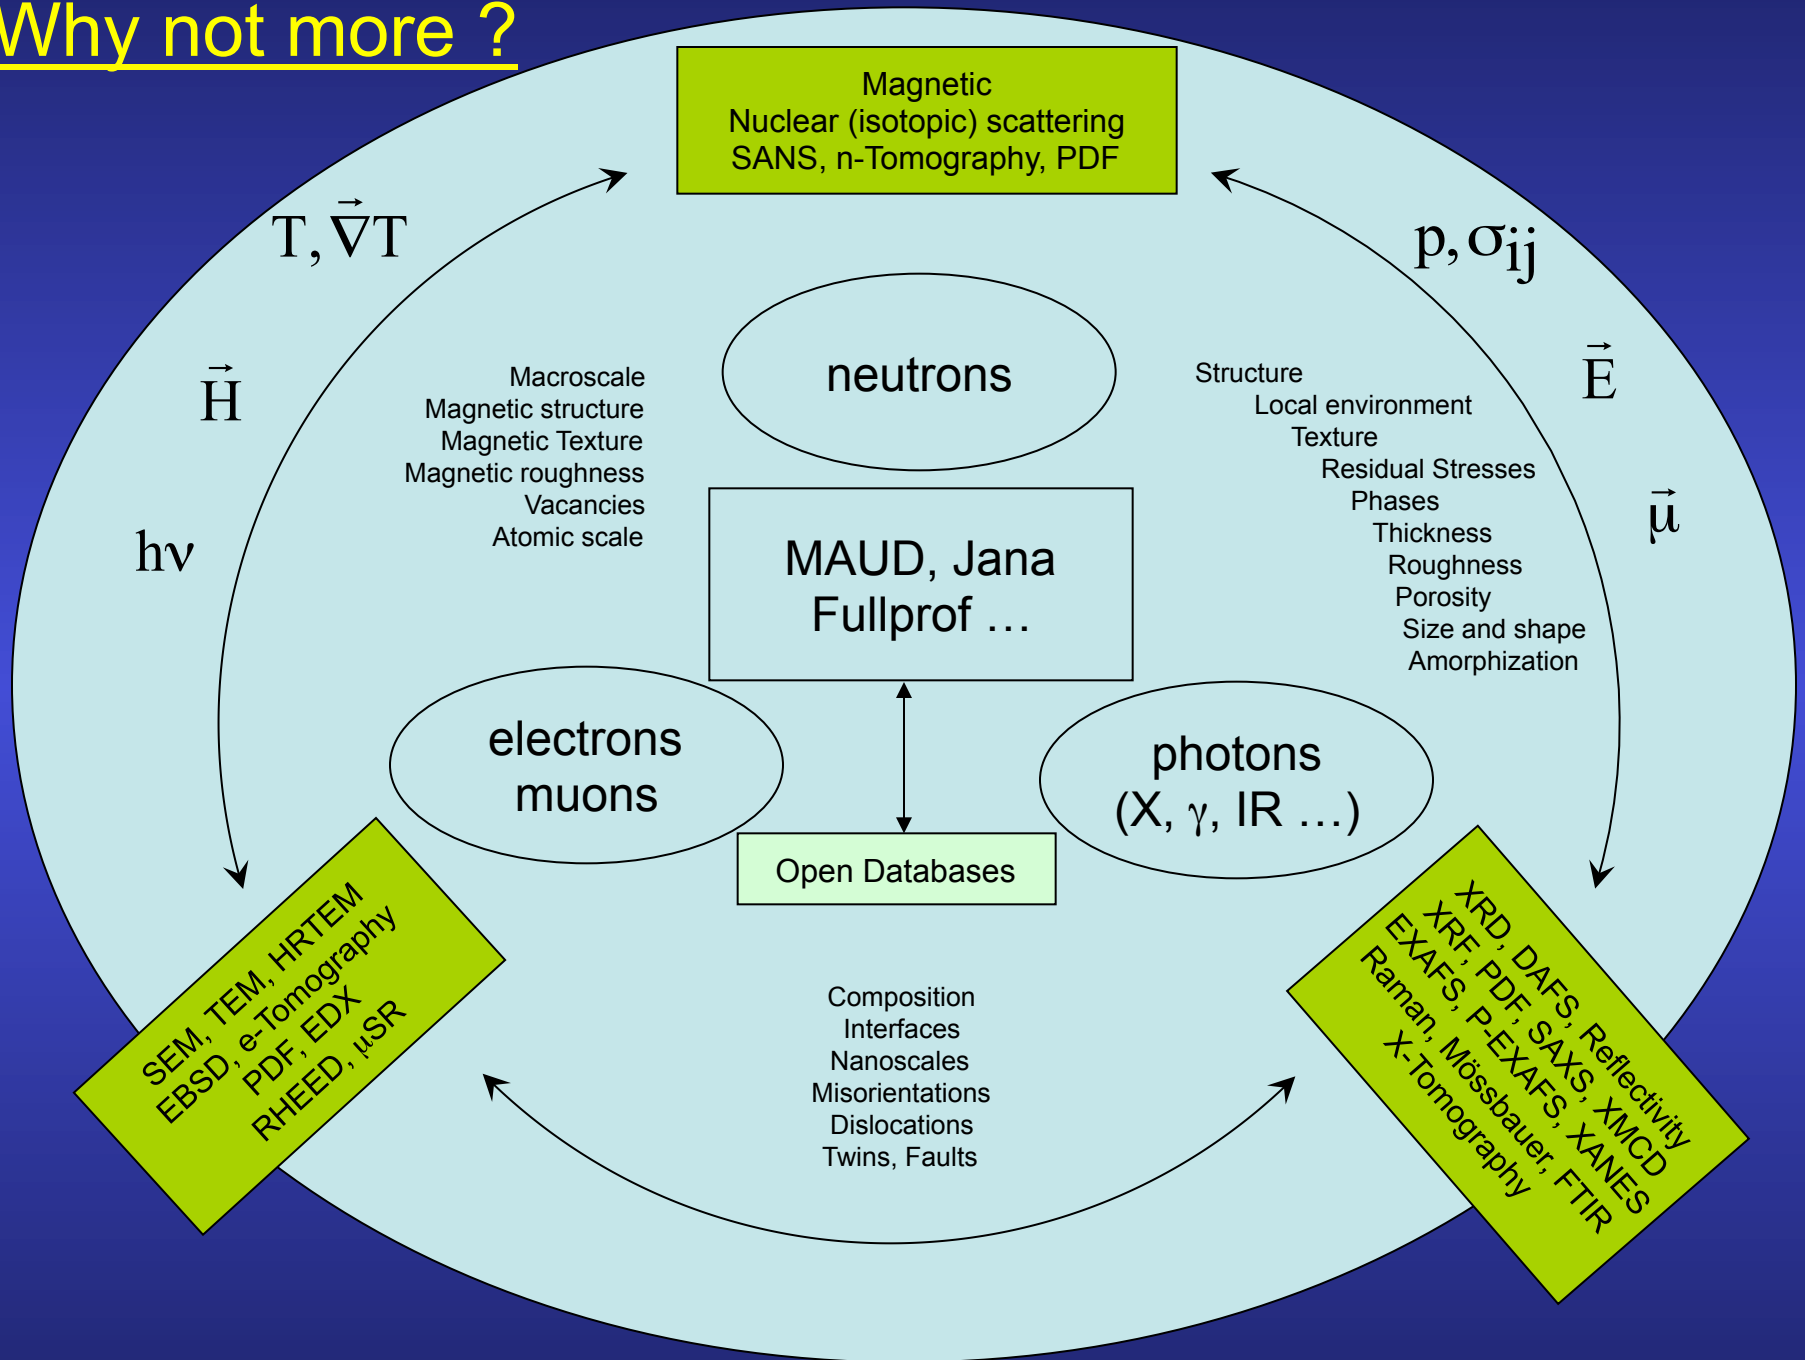 Why not more ?
Magnetic
Nuclear (isotopic) scattering
SANS, n-Tomography, PDF
T, ∇⃗T
p, σij
H⃗
E⃗
hν
μ⃗
neutrons
Macroscale
Magnetic structure
Magnetic Texture
Magnetic roughness
Vacancies
Atomic scale
Structure
Local environment
Texture
Residual Stresses
Phases
Thickness
Roughness
Porosity
Size and shape
Amorphization
MAUD, Jana
Fullprof …
electrons
muons
photons
(X, γ, IR …)
Open Databases
SEM, TEM, HRTEM
EBSD, e-Tomography
PDF, EDX
RHEED, μSR
Composition
Interfaces
Nanoscales
Misorientations
Dislocations
Twins, Faults
XRD, DAFS, Reflectivity
XRF, PDF, SAXS, XMCD
EXAFS, P-EXAFS, XANES
Raman, Mössbauer, FTIR
X-Tomography